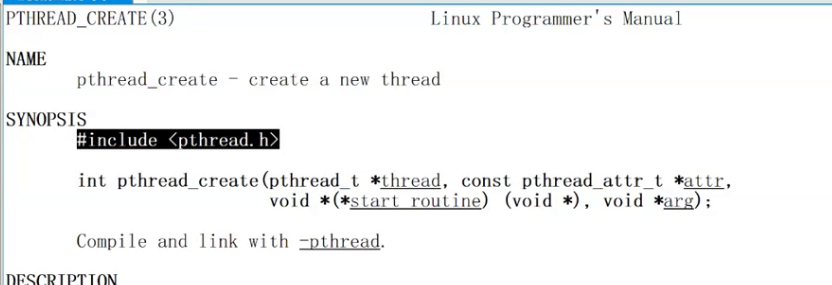 PTHREAD_CREATE(3) Linux Programmer's Manual
NAME
pthread_create - create a new thread
SYNOPSIS
#include <pthread.h>
int pthread_create(pthread_t *thread, const pthread_attr_t *attr,
void *(*start_routine) (void *), void *arg);
Compile and link with -pthread.
DESCRIPTION